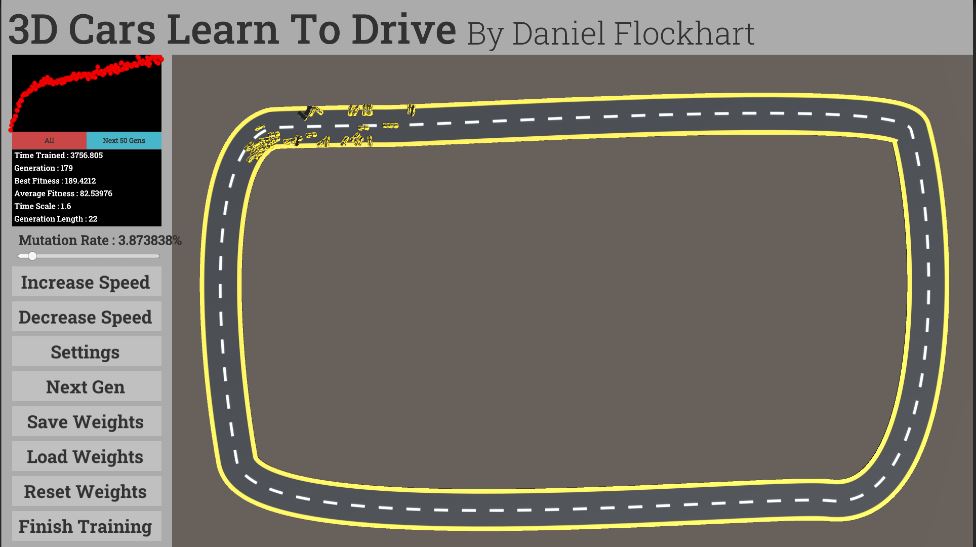 3D Cars Learn To Drive By Daniel Flockhart
All Next 50 Gens
Time Trained : 3756.805
Generation : 179
Best Fitness : 189.4212
Average Fitness : 82.53976
Time Scale : 1.6
Generation Length : 22
Mutation Rate : 3.873838%
Increase Speed
Decrease Speed
Settings
Next Gen
Save Weights
Load Weights
Reset Weights
Finish Training